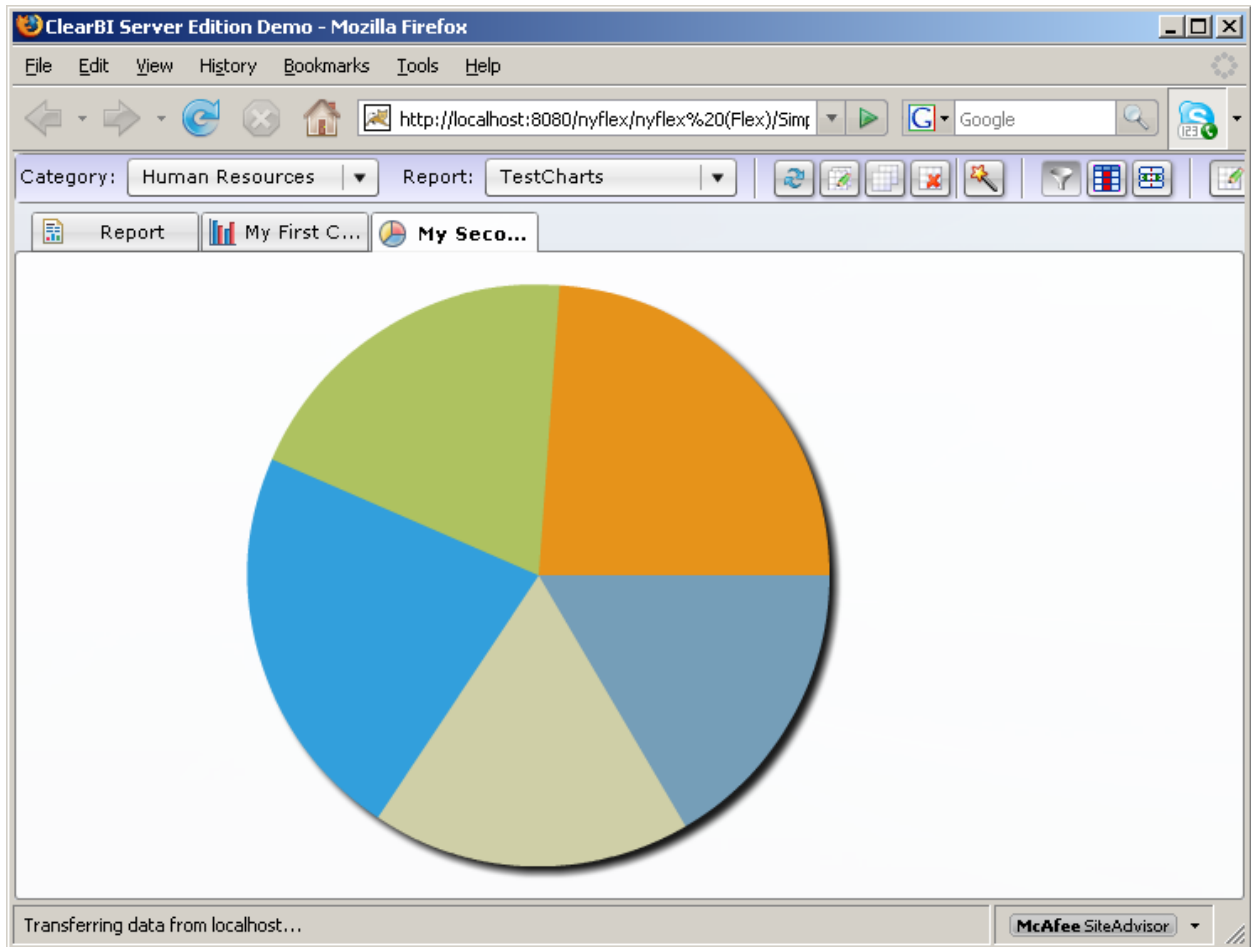 ClearBI Server Edition Demo - Mozilla Firefox
File Edit View History Bookmarks Tools Help
http://localhost:8080/nyflex/nyflex%20(Flex)/Simp G Google 123
Category: Human Resources Report: TestCharts
Report My First C... My Seco...
Transferring data from localhost... McAfee SiteAdvisor